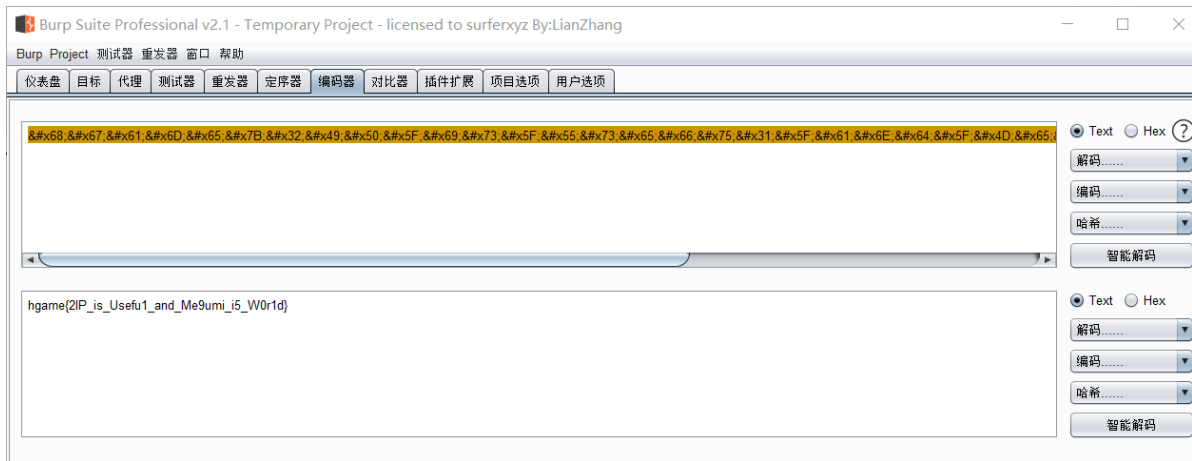 Burp Suite Professional v2.1 - Temporary Project - licensed to surferxyz By:LianZhang
Burp Project 测试器 重发器 窗口 帮助
仪表盘 目标 代理 测试器 重发器 定序器 编码器 对比器 插件扩展 项目选项 用户选项
&#x68;&#x67;&#x61;&#x6D;&#x65;&#x7B;&#x32;&#x49;&#x50;&#x5F;&#x69;&#x73;&#x5F;&#x55;&#x73;&#x65;&#x66;&#x75;&#x31;&#x5F;&#x61;&#x6E;&#x64;&#x5F;&#x4D;&#x65;&
Text Hex ?
解码......
编码......
哈希......
智能解码
hgame{2IP_is_Usefu1_and_Me9umi_i5_W0r1d}
Text Hex
解码......
编码......
哈希......
智能解码